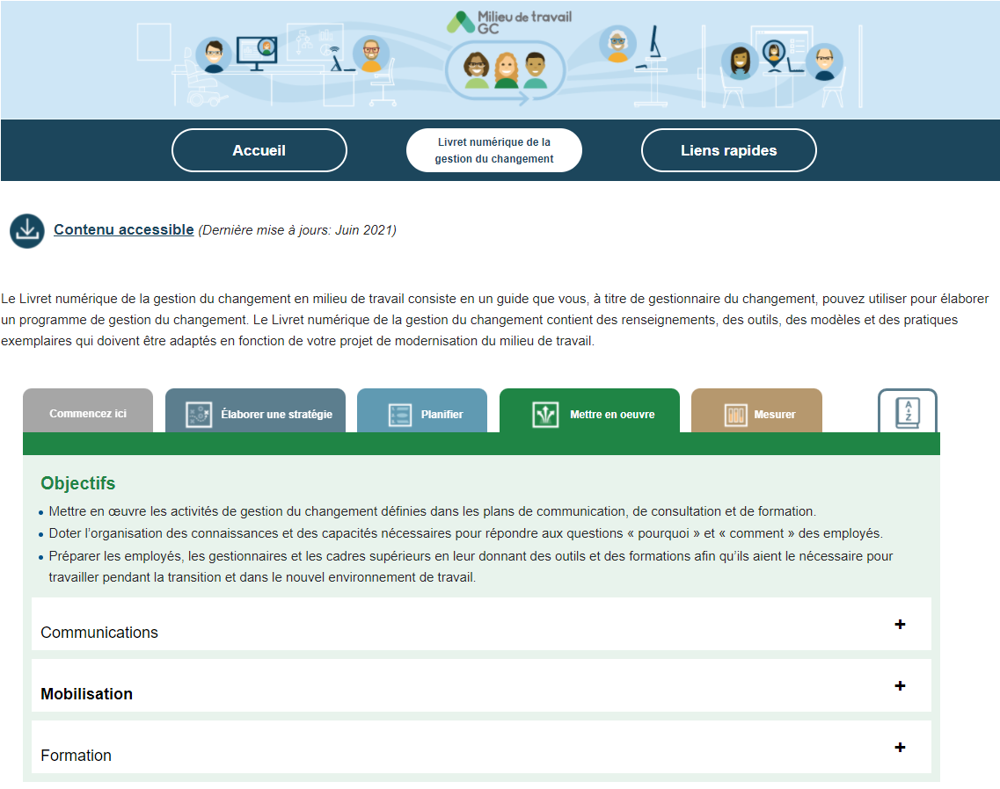 Milieu de travail
GC
Accueil
Livret numérique de la
gestion du changement
Liens rapides
Contenu accessible (Dernière mise à jours: Juin 2021)
Le Livret numérique de la gestion du changement en milieu de travail consiste en un guide que vous, à titre de gestionnaire du changement, pouvez utiliser pour élaborer
un programme de gestion du changement. Le Livret numérique de la gestion du changement contient des renseignements, des outils, des modèles et des pratiques
exemplaires qui doivent être adaptés en fonction de votre projet de modernisation du milieu de travail.
Commencez ici
Élaborer une stratégie
Planifier
Mettre en oeuvre
Mesurer
A
Z
Objectifs
• Mettre en œuvre les activités de gestion du changement définies dans les plans de communication, de consultation et de formation.
• Doter l’organisation des connaissances et des capacités nécessaires pour répondre aux questions « pourquoi » et « comment » des employés.
• Préparer les employés, les gestionnaires et les cadres supérieurs en leur donnant des outils et des formations afin qu’ils aient le nécessaire pour
travailler pendant la transition et dans le nouvel environnement de travail.
Communications +
Mobilisation +
Formation +